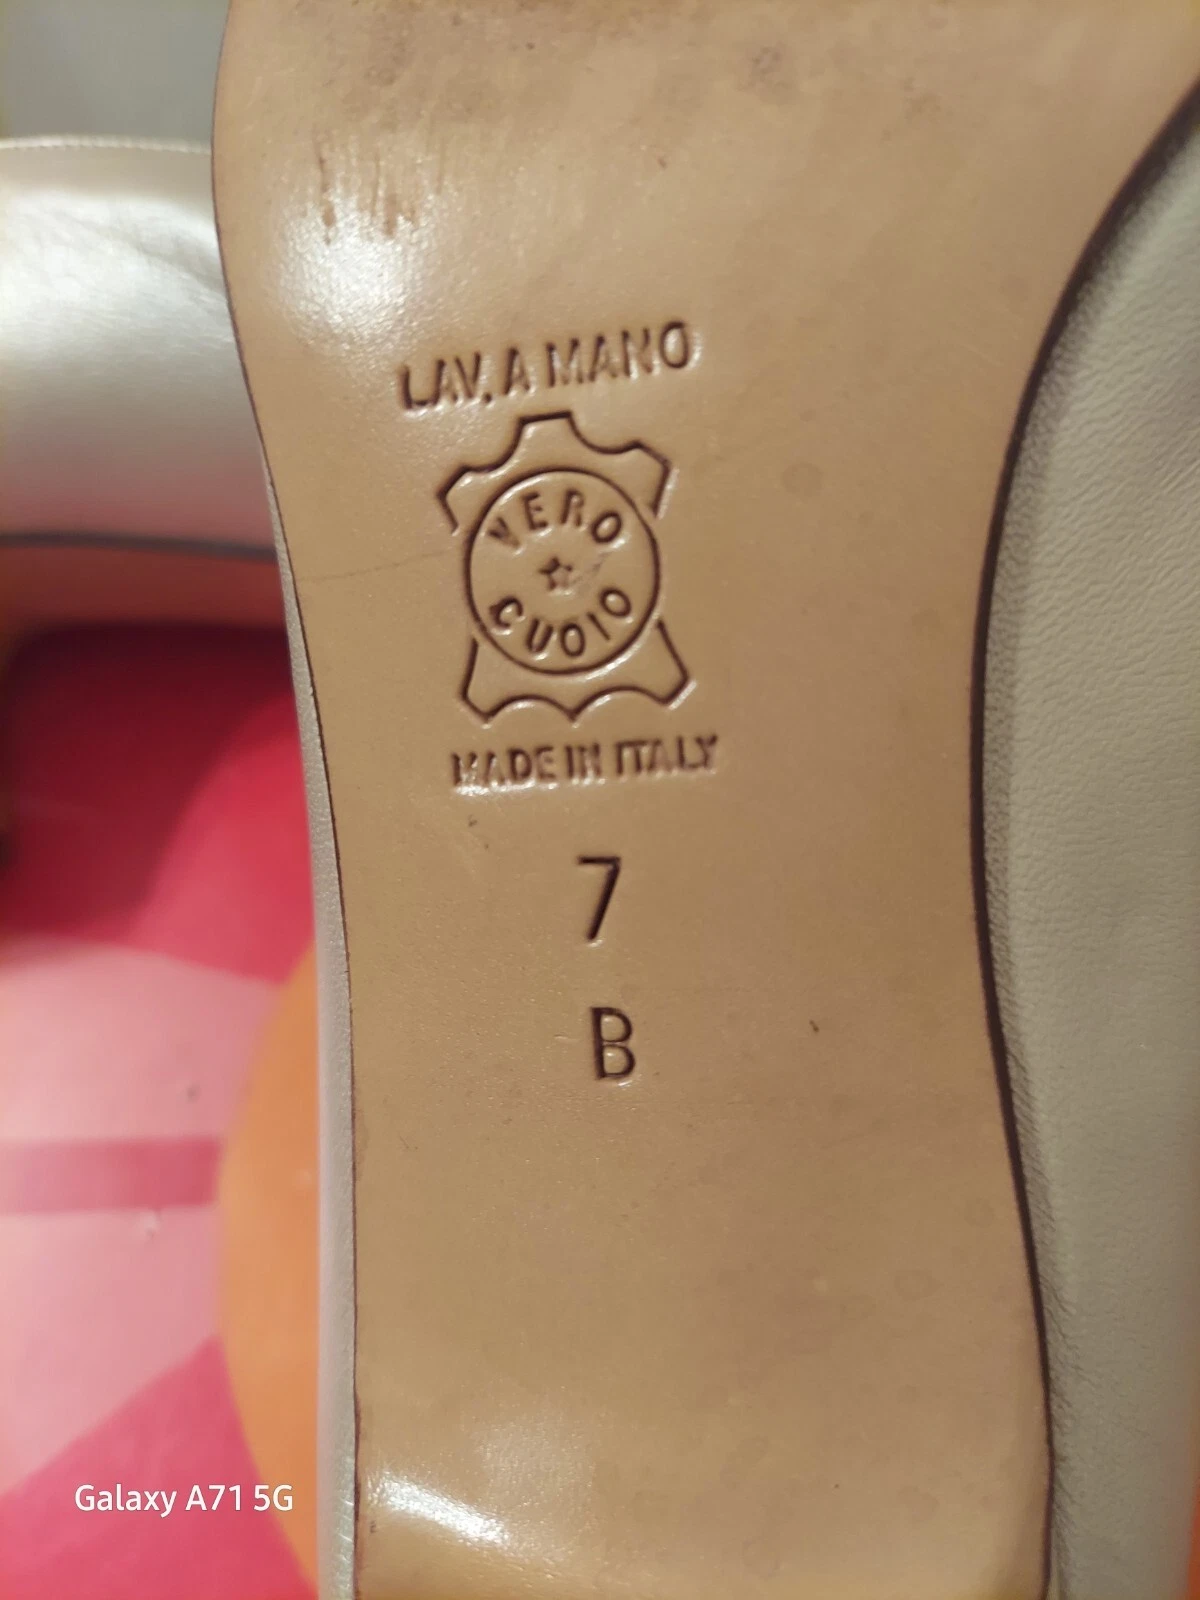 LAV. A MANO
VERO
CUOIO
MADE IN ITALY
7
B
Galaxy A71 5G